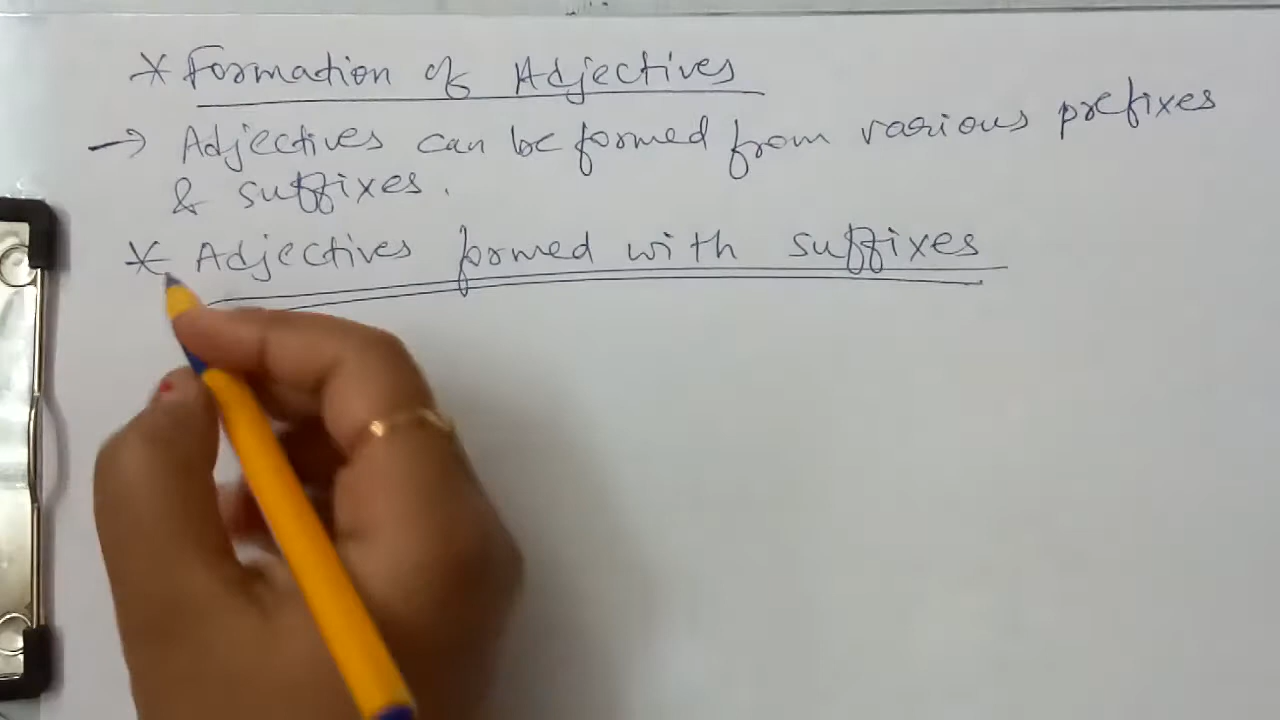 * Formation of Adjectives
→ Adjectives can be formed from various prefixes
& suffixes.
* Adjectives formed with suffixes